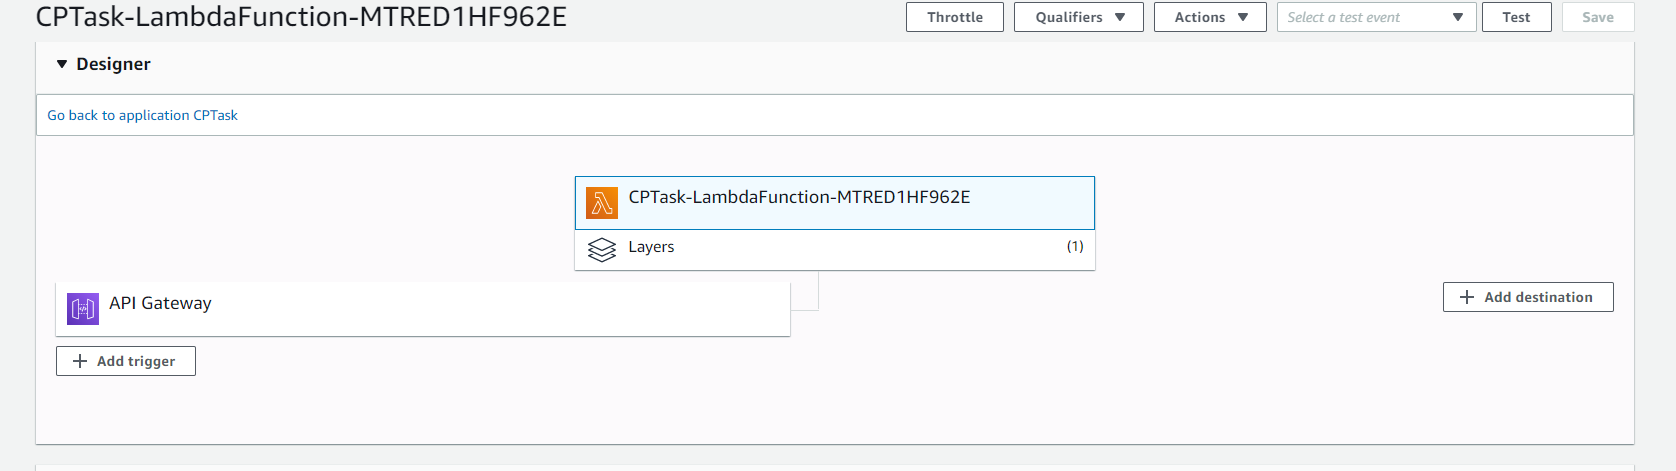 CPTask-LambdaFunction-MTRED1HF962E
Throttle
Qualifiers
Actions
Select a test event
Test
Save
Designer
Go back to application CPTask
CPTask-LambdaFunction-MTRED1HF962E
Layers (1)
API Gateway
Add destination
Add trigger